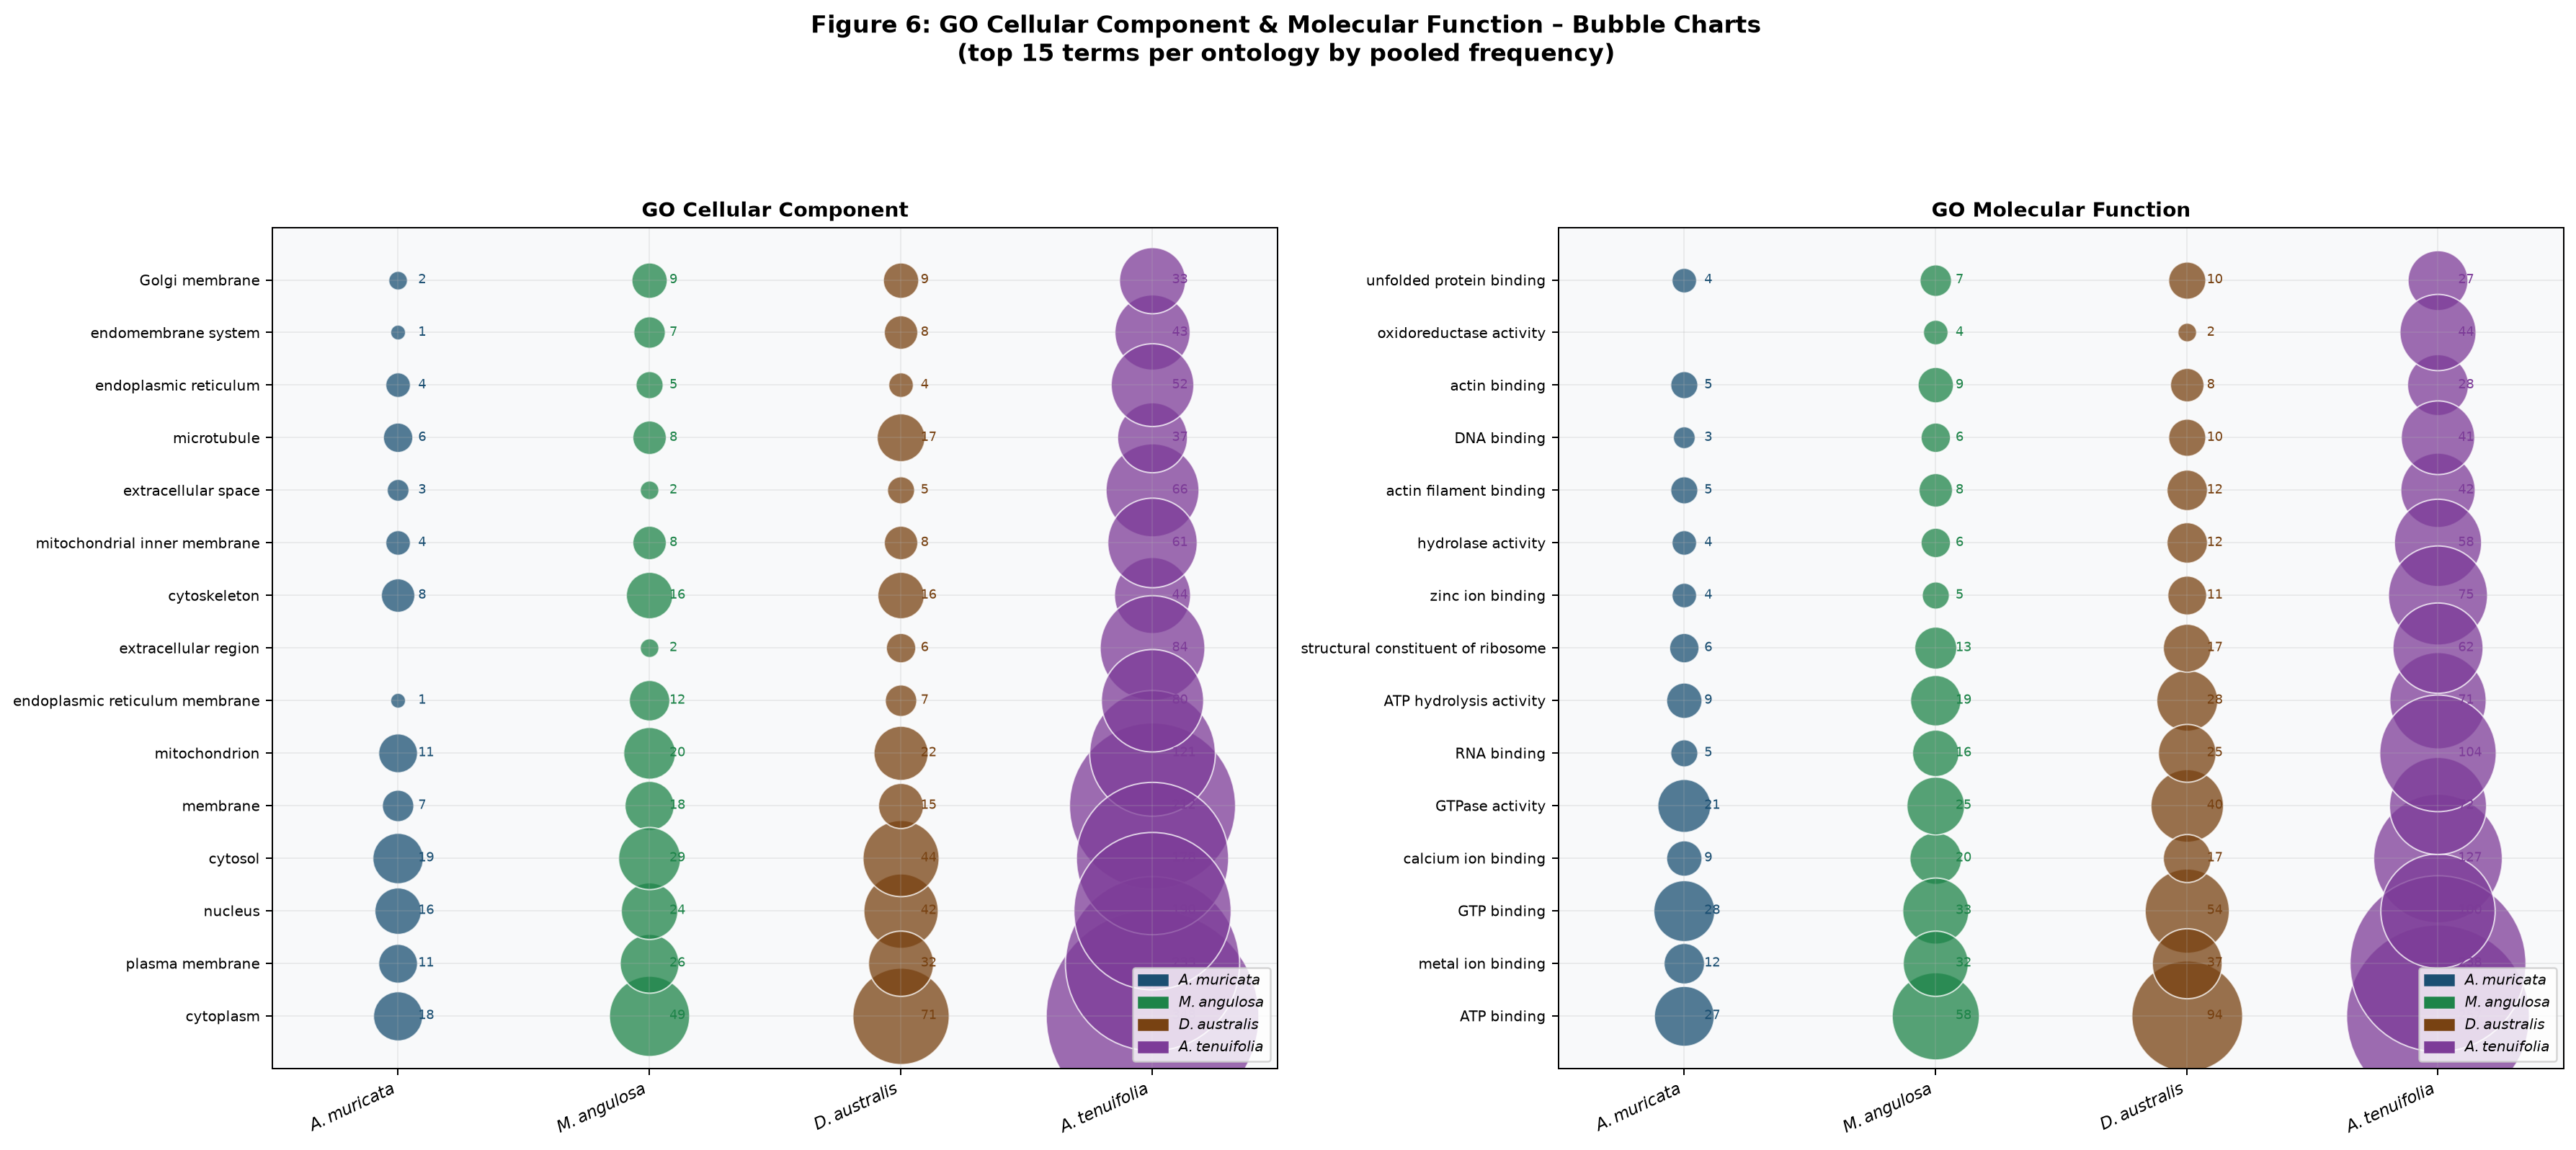 Figure 6: GO Cellular Component & Molecular Function – Bubble Charts
(top 15 terms per ontology by pooled frequency)
GO Cellular Component
Golgi membrane 2 9 9 33
endomembrane system 1 7 8 43
endoplasmic reticulum 4 5 4 52
microtubule 6 8 17 37
extracellular space 3 2 5 66
mitochondrial inner membrane 4 8 8 61
cytoskeleton 8 16 16 44
extracellular region 2 6 84
endoplasmic reticulum membrane 1 12 7
mitochondrion 11 20 22
membrane 7 18 15
cytosol 19 29 44
nucleus 16 24 42
plasma membrane 11 26 32
cytoplasm 18 49 71
A. muricata
M. angulosa
D. australis
A. tenuifolia
A. muricata M. angulosa D. australis A. tenuifolia
GO Molecular Function
unfolded protein binding 4 7 10 27
oxidoreductase activity 4 2 44
actin binding 5 9 8 28
DNA binding 3 6 10 41
actin filament binding 5 8 12 42
hydrolase activity 4 6 12 58
zinc ion binding 4 5 11 75
structural constituent of ribosome 6 13 17 62
ATP hydrolysis activity 9 19 28 71
RNA binding 5 16 25 104
GTPase activity 21 25 40
calcium ion binding 9 20 17 127
GTP binding 28 33 54
metal ion binding 12 32 37
ATP binding 27 58 94
A. muricata
M. angulosa
D. australis
A. tenuifolia
A. muricata M. angulosa D. australis A. tenuifolia